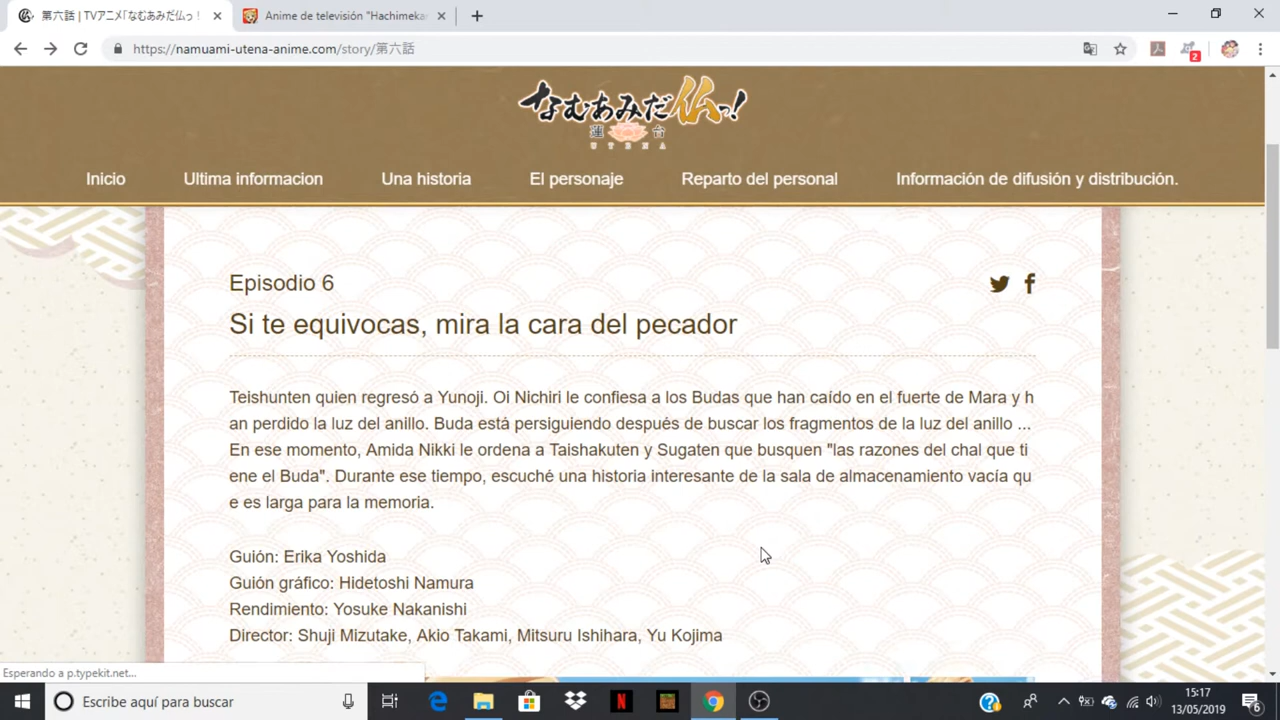 第六話 | TVアニメ「なむあみだ仏っ!
Anime de televisión "Hachimeka
https://namuami-utena-anime.com/story/第六話
2
なむあみだ仏っ!
蓮台
UTENA
Inicio Ultima informacion Una historia El personaje Reparto del personal Información de difusión y distribución.
Episodio 6
Si te equivocas, mira la cara del pecador
Teishunten quien regresó a Yunoji. Oi Nichiri le confiesa a los Budas que han caído en el fuerte de Mara y h
an perdido la luz del anillo. Buda está persiguiendo después de buscar los fragmentos de la luz del anillo ...
En ese momento, Amida Nikki le ordena a Taishakuten y Sugaten que busquen "las razones del chal que ti
ene el Buda". Durante ese tiempo, escuché una historia interesante de la sala de almacenamiento vacía qu
e es larga para la memoria.
Guión: Erika Yoshida
Guión gráfico: Hidetoshi Namura
Rendimiento: Yosuke Nakanishi
Director: Shuji Mizutake, Akio Takami, Mitsuru Ishihara, Yu Kojima
Esperando a p.typekit.net...
Escribe aquí para buscar
15:17
13/05/2019
6